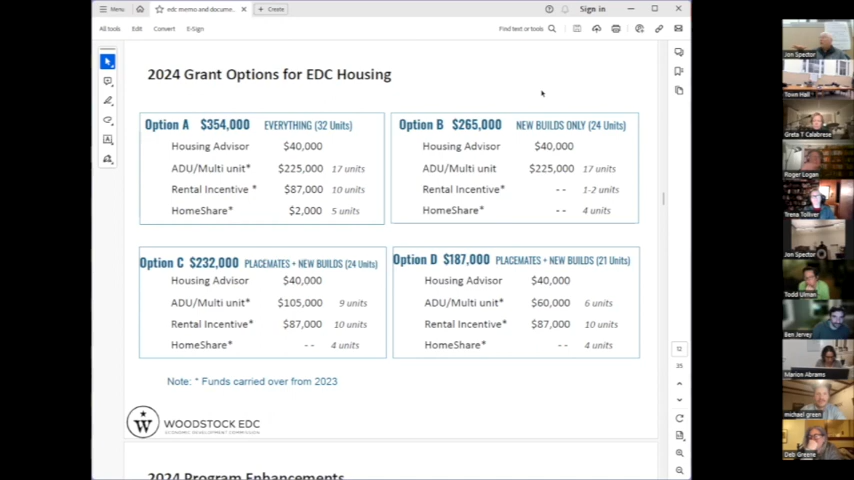 Menu
edc memo and docume...
Create
Sign in
All tools Edit Convert E-Sign
Find text or tools
2024 Grant Options for EDC Housing
Option A $354,000 EVERYTHING (32 Units)
Housing Advisor $40,000
ADU/Multi unit* $225,000 17 units
Rental Incentive * $87,000 10 units
HomeShare* $2,000 5 units
Option B $265,000 NEW BUILDS ONLY (24 Units)
Housing Advisor $40,000
ADU/Multi unit $225,000 17 units
Rental Incentive* -- 1-2 units
HomeShare* -- 4 units
Option C $232,000 PLACEMATES + NEW BUILDS (24 Units)
Housing Advisor $40,000
ADU/Multi unit* $105,000 9 units
Rental Incentive* $87,000 10 units
HomeShare* -- 4 units
Option D $187,000 PLACEMATES + NEW BUILDS (21 Units)
Housing Advisor $40,000
ADU/Multi unit* $60,000 6 units
Rental Incentive* $87,000 10 units
HomeShare* -- 4 units
Note: * Funds carried over from 2023
W
WOODSTOCK EDC
ECONOMIC DEVELOPMENT COMMISSION
2024 Program Enhancements
12
35
Jon Spector
Town Hall
Greta T Calabrese
Roger Logan
Trena Tolliver
Jon Spector
Todd Ulman
Ben Jervey
Marion Abrams
michael green
Deb Greene